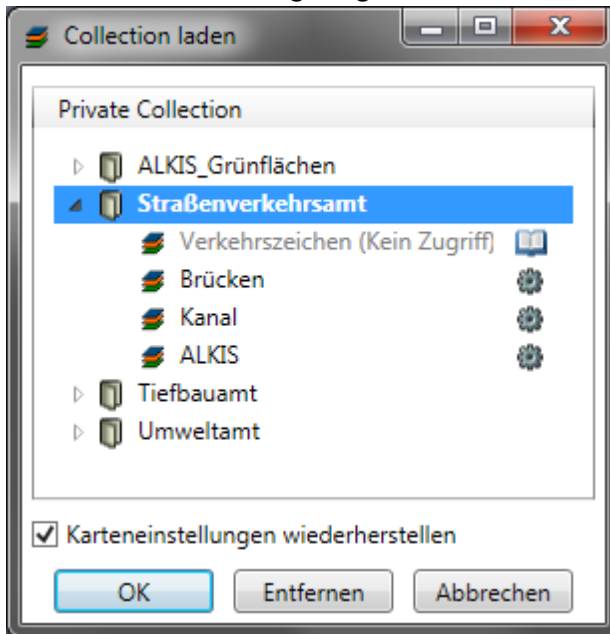 Collection laden
Private Collection
ALKIS_Grünflächen
Straßenverkehrsamt
Verkehrszeichen (Kein Zugriff)
Brücken
Kanal
ALKIS
Tiefbauamt
Umweltamt
Karteneinstellungen wiederherstellen
OK Entfernen Abbrechen